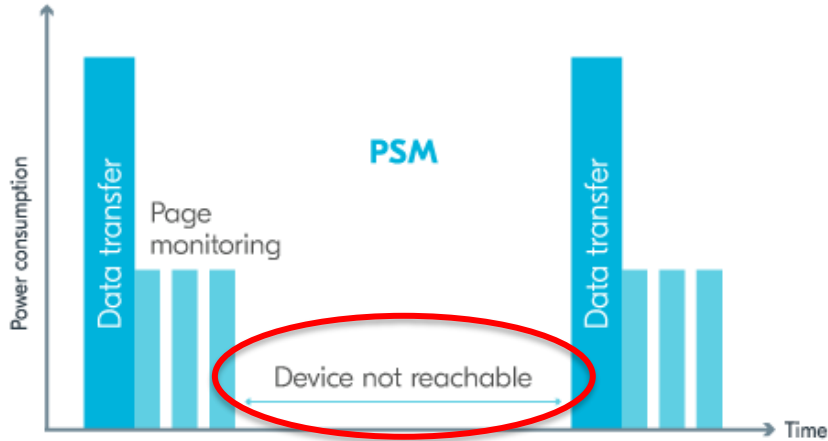 Power consumption
Data transfer
Page
monitoring
PSM
Device not reachable
Data transfer
Time